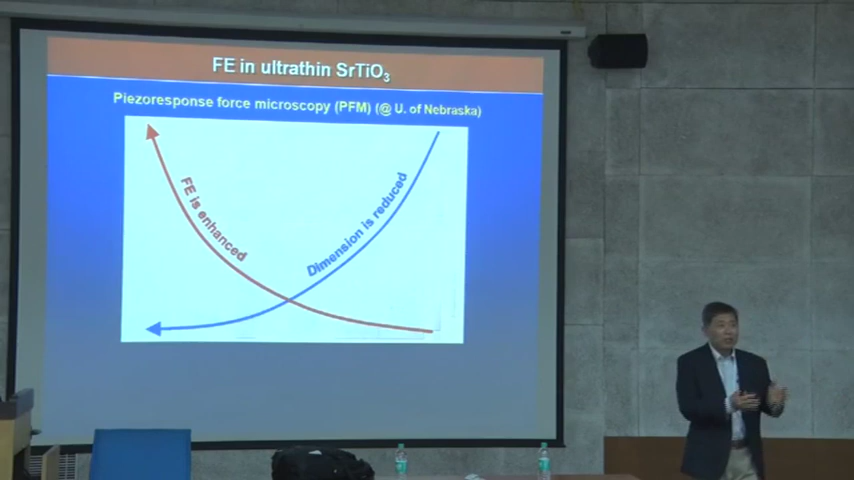 FE in ultrathin SrTiO3
Piezoresponse force microscopy (PFM) (@ U. of Nebraska)
FE is enhanced
Dimension is reduced